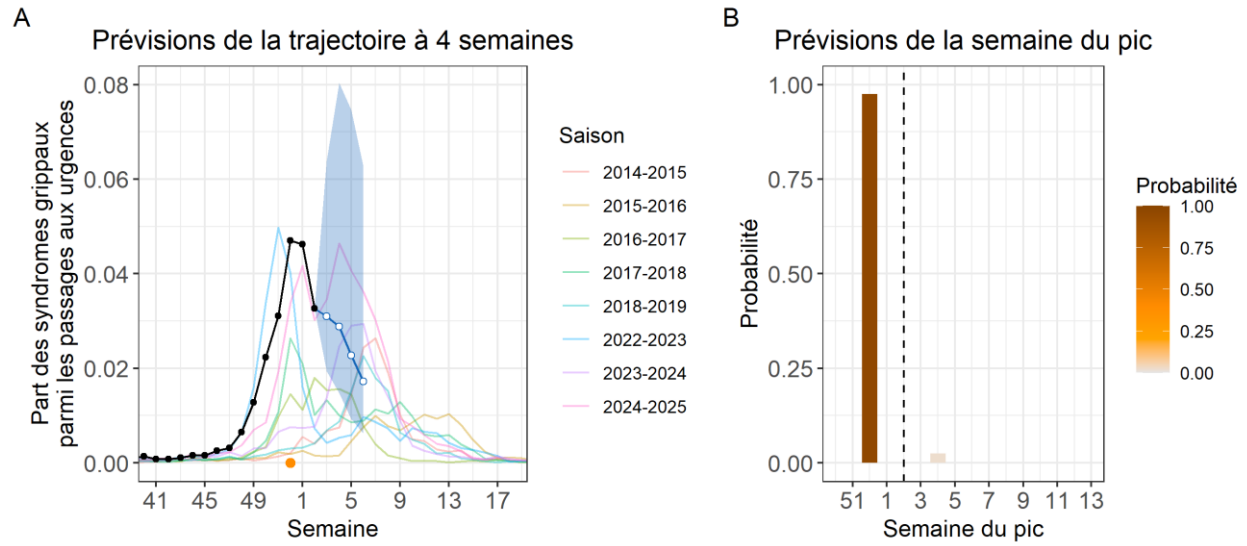 A
Prévisions de la trajectoire à 4 semaines
Part des syndromes grippaux
parmi les passages aux urgences
0.08
0.06
0.04
0.02
0.00
41 45 49 1 5 9 13 17
Semaine
Saison
2014-2015
2015-2016
2016-2017
2017-2018
2018-2019
2022-2023
2023-2024
2024-2025
B
Prévisions de la semaine du pic
Probabilité
1.00
0.75
0.50
0.25
0.00
51 1 3 5 7 9 11 13
Semaine du pic
Probabilité
1.00
0.75
0.50
0.25
0.00